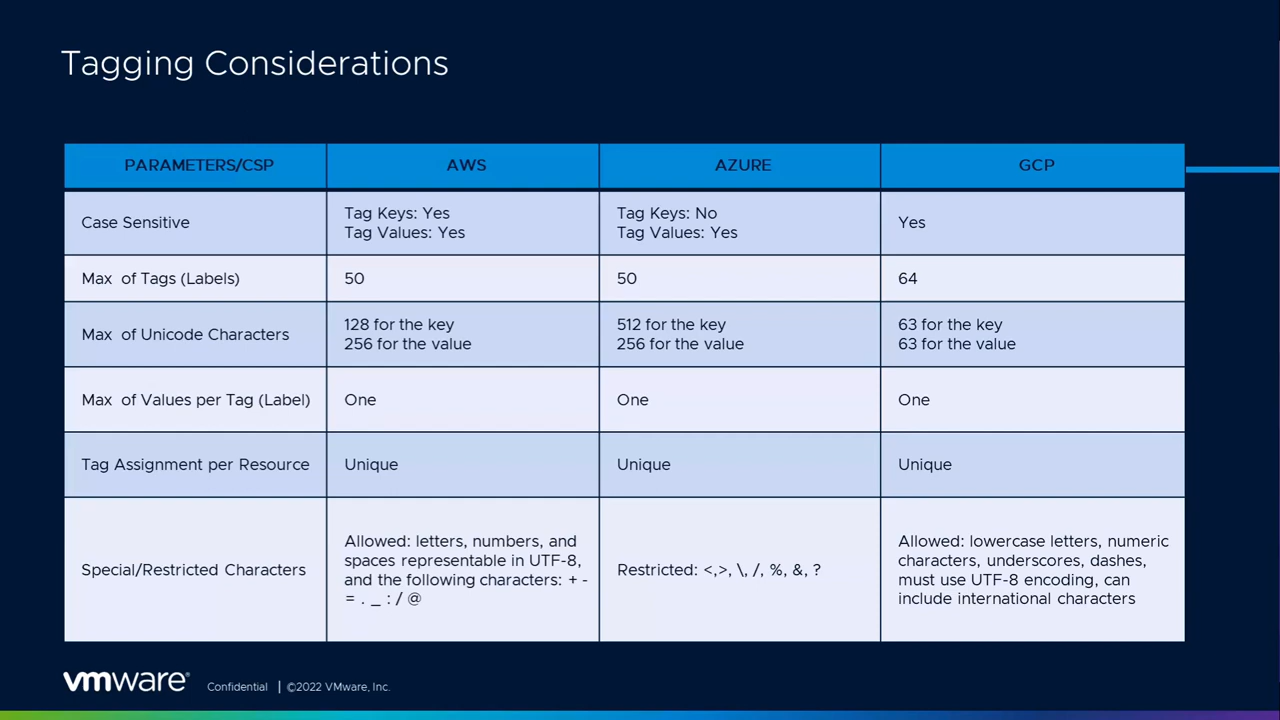 Tagging Considerations
PARAMETERS/CSP
AWS
AZURE
GCP
Case Sensitive
Tag Keys: Yes
Tag Values: Yes
Tag Keys: No
Tag Values: Yes
Yes
Max  of Tags (Labels)
50
50
64
Max  of Unicode Characters
128 for the key
256 for the value
512 for the key
256 for the value
63 for the key
63 for the value
Max  of Values per Tag (Label)
One
One
One
Tag Assignment per Resource
Unique
Unique
Unique
Special/Restricted Characters
Allowed: letters, numbers, and
spaces representable in UTF-8,
and the following characters: + -
= . _ : / @
Restricted: <,>, \, /, %, &, ?
Allowed: lowercase letters, numeric
characters, underscores, dashes,
must use UTF-8 encoding, can
include international characters
vmware®
Confidential | ©2022 VMware, Inc.